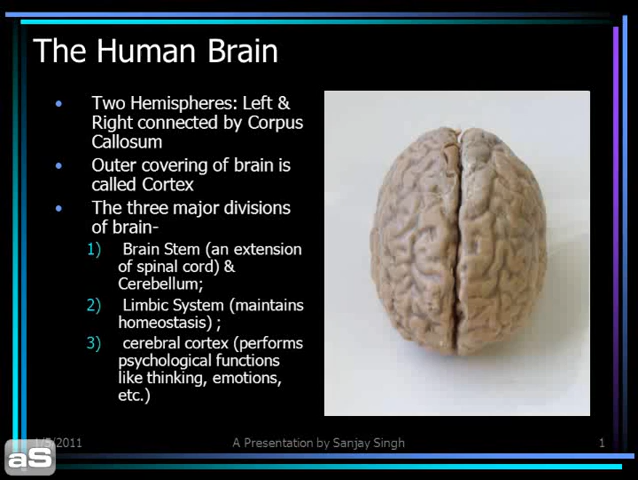 The Human Brain
• Two Hemispheres: Left &
Right connected by Corpus
Callosum
• Outer covering of brain is
called Cortex
• The three major divisions
of brain-
1) Brain Stem (an extension
of spinal cord) &
Cerebellum;
2) Limbic System (maintains
homeostasis) ;
3) cerebral cortex (performs
psychological functions
like thinking, emotions,
etc.)
/2011 A Presentation by Sanjay Singh 1
aS